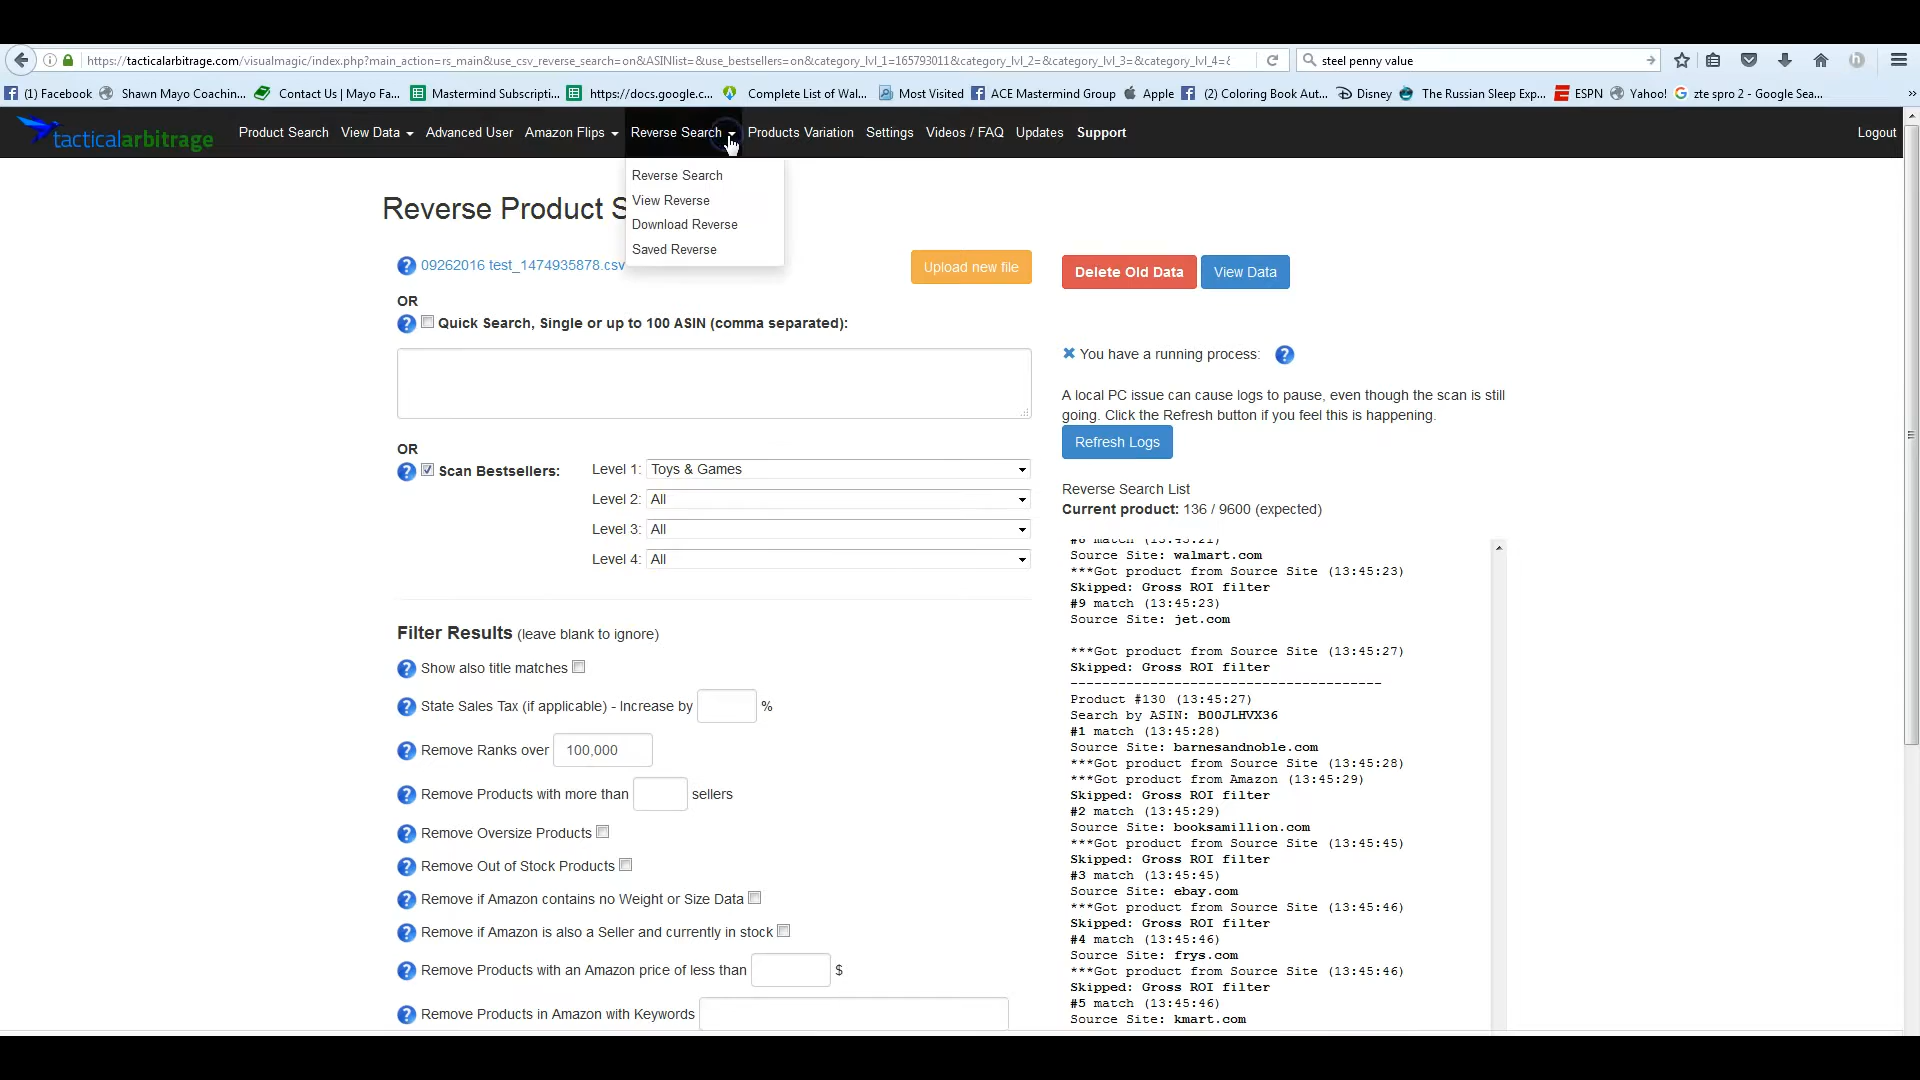 https://tacticalarbitrage.com/visualmagic/index.php?main_action=rs_main&use_csv_reverse_search=on&ASINlist=&use_bestsellers=on&category_lvl_1=165793011&category_lvl_2=&category_lvl_3=&category_lvl_4=&
steel penny value
(1) Facebook
Shawn Mayo Coachin...
Contact Us | Mayo Fa...
Mastermind Subscripti...
https://docs.google.c...
Complete List of Wal...
Most Visited
ACE Mastermind Group
Apple
(2) Coloring Book Aut...
Disney
The Russian Sleep Exp...
ESPN
Yahoo!
zte spro 2 - Google Sea...
tacticalarbitrage
Product Search
View Data
Advanced User
Amazon Flips
Reverse Search
Products Variation
Settings
Videos / FAQ
Updates
Support
Logout
Reverse Search
View Reverse
Download Reverse
Saved Reverse
Reverse Product S
09262016 test_1474935878.csv
Upload new file
OR
Quick Search, Single or up to 100 ASIN (comma separated):
OR
Scan Bestsellers:
Level 1: Toys & Games
Level 2: All
Level 3: All
Level 4: All
Filter Results (leave blank to ignore)
Show also title matches
State Sales Tax (if applicable) - Increase by %
Remove Ranks over 100,000
Remove Products with more than sellers
Remove Oversize Products
Remove Out of Stock Products
Remove if Amazon contains no Weight or Size Data
Remove if Amazon is also a Seller and currently in stock
Remove Products with an Amazon price of less than $
Remove Products in Amazon with Keywords
Delete Old Data
View Data
You have a running process:
A local PC issue can cause logs to pause, even though the scan is still
going. Click the Refresh button if you feel this is happening.
Refresh Logs
Reverse Search List
Current product: 136 / 9600 (expected)
Source Site: walmart.com
***Got product from Source Site (13:45:23)
Skipped: Gross ROI filter
#9 match (13:45:23)
Source Site: jet.com
***Got product from Source Site (13:45:27)
Skipped: Gross ROI filter
---------------------------------------
Product #130 (13:45:27)
Search by ASIN: B00JLHVX36
#1 match (13:45:28)
Source Site: barnesandnoble.com
***Got product from Source Site (13:45:28)
***Got product from Amazon (13:45:29)
Skipped: Gross ROI filter
#2 match (13:45:29)
Source Site: booksamillion.com
***Got product from Source Site (13:45:45)
Skipped: Gross ROI filter
#3 match (13:45:45)
Source Site: ebay.com
***Got product from Source Site (13:45:46)
Skipped: Gross ROI filter
#4 match (13:45:46)
Source Site: frys.com
***Got product from Source Site (13:45:46)
Skipped: Gross ROI filter
#5 match (13:45:46)
Source Site: kmart.com